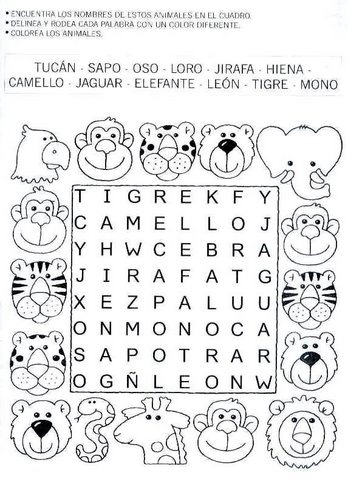 • ENCUENTRA LOS NOMBRES DE ESTOS ANIMALES EN EL CUADRO.
• DELINEA Y RODEA CADA PALABRA CON UN COLOR DIFERENTE.
• COLOREA LOS ANIMALES.
TUCÁN - SAPO - OSO - LORO - JIRAFA - HIENA -
CAMELLO - JAGUAR - ELEFANTE - LEÓN - TIGRE - MONO
T I G R E K F Y
C A M E L L O J
Y H W C E B R A
J I R A F A T G
X E Z P A L U U
O N M O N O C A
S A P O T R A R
O G Ñ L E O N W